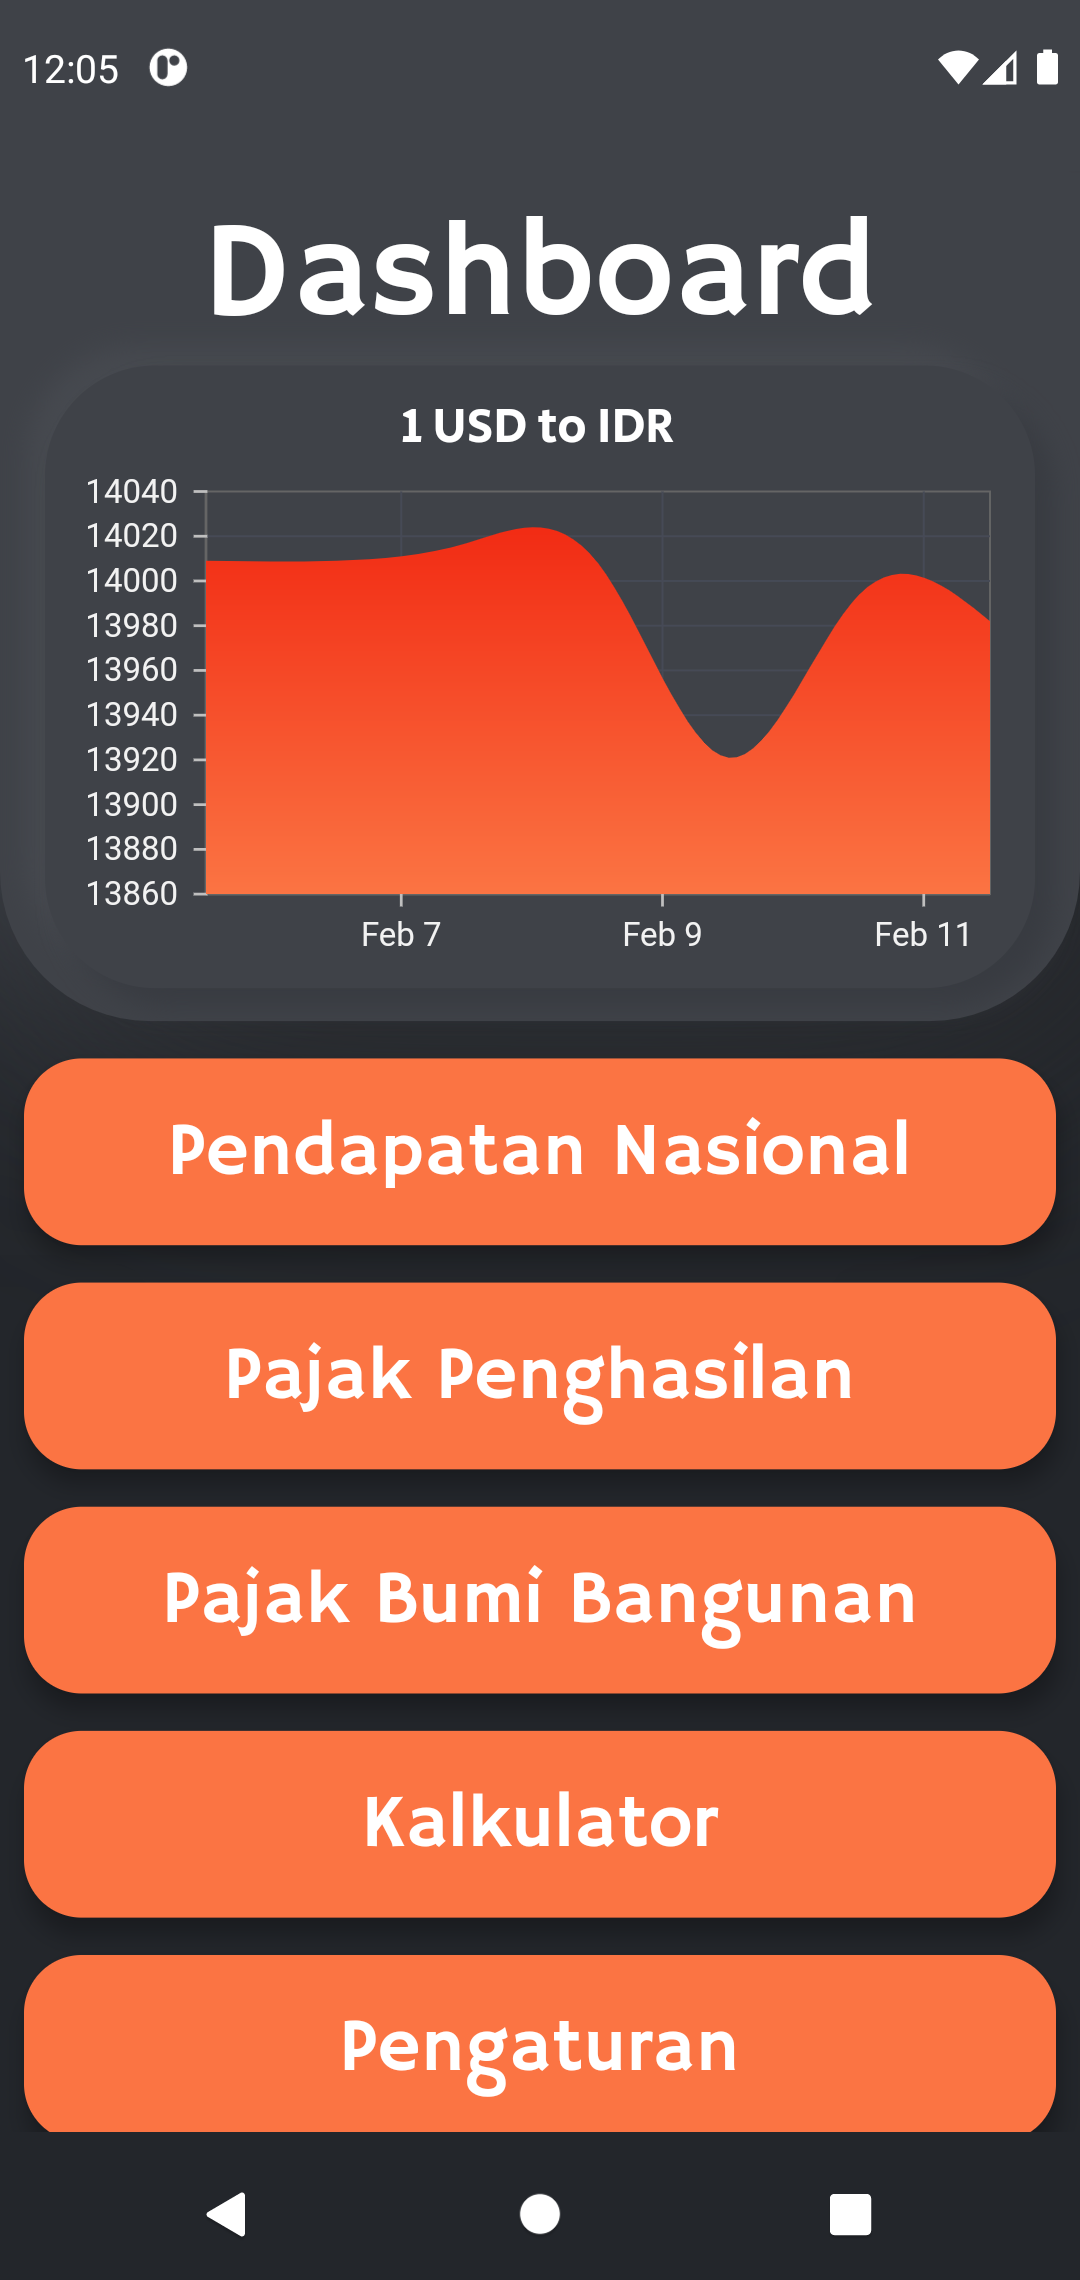 12:05
Dashboard
1 USD to IDR
14040
14020
14000
13980
13960
13940
13920
13900
13880
13860
Feb 7 Feb 9 Feb 11
Pendapatan Nasional
Pajak Penghasilan
Pajak Bumi Bangunan
Kalkulator
Pengaturan